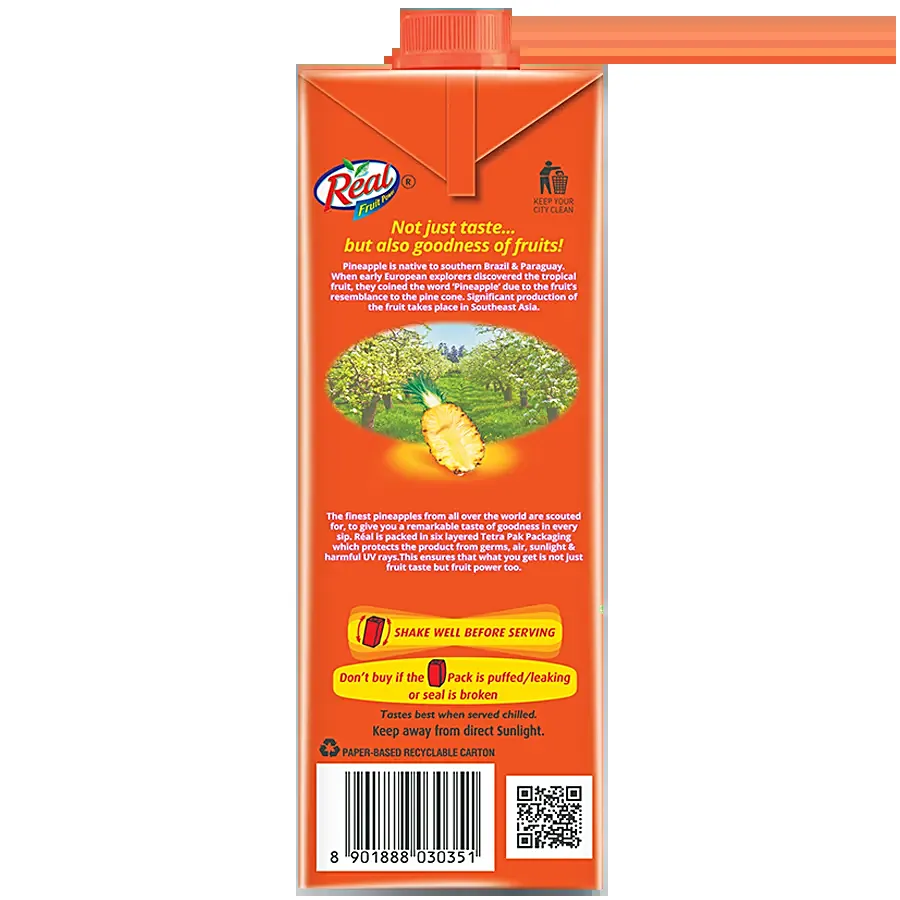 Réal
Fruit Power
®
KEEP YOUR
CITY CLEAN
Not just taste...
but also goodness of fruits!
Pineapple is native to southern Brazil & Paraguay.
When early European explorers discovered the tropical
fruit, they coined the word ‘Pineapple’ due to the fruit's
resemblance to the pine cone. Significant production of
the fruit takes place in Southeast Asia.
The finest pineapples from all over the world are scouted
for, to give you a remarkable taste of goodness in every
sip. Réal is packed in six layered Tetra Pak Packaging
which protects the product from germs, air, sunlight &
harmful UV rays.This ensures that what you get is not just
fruit taste but fruit power too.
SHAKE WELL BEFORE SERVING
Don't buy if the Pack is puffed/leaking
or seal is broken
Tastes best when served chilled.
Keep away from direct Sunlight.
PAPER-BASED RECYCLABLE CARTON
8 901888 030351